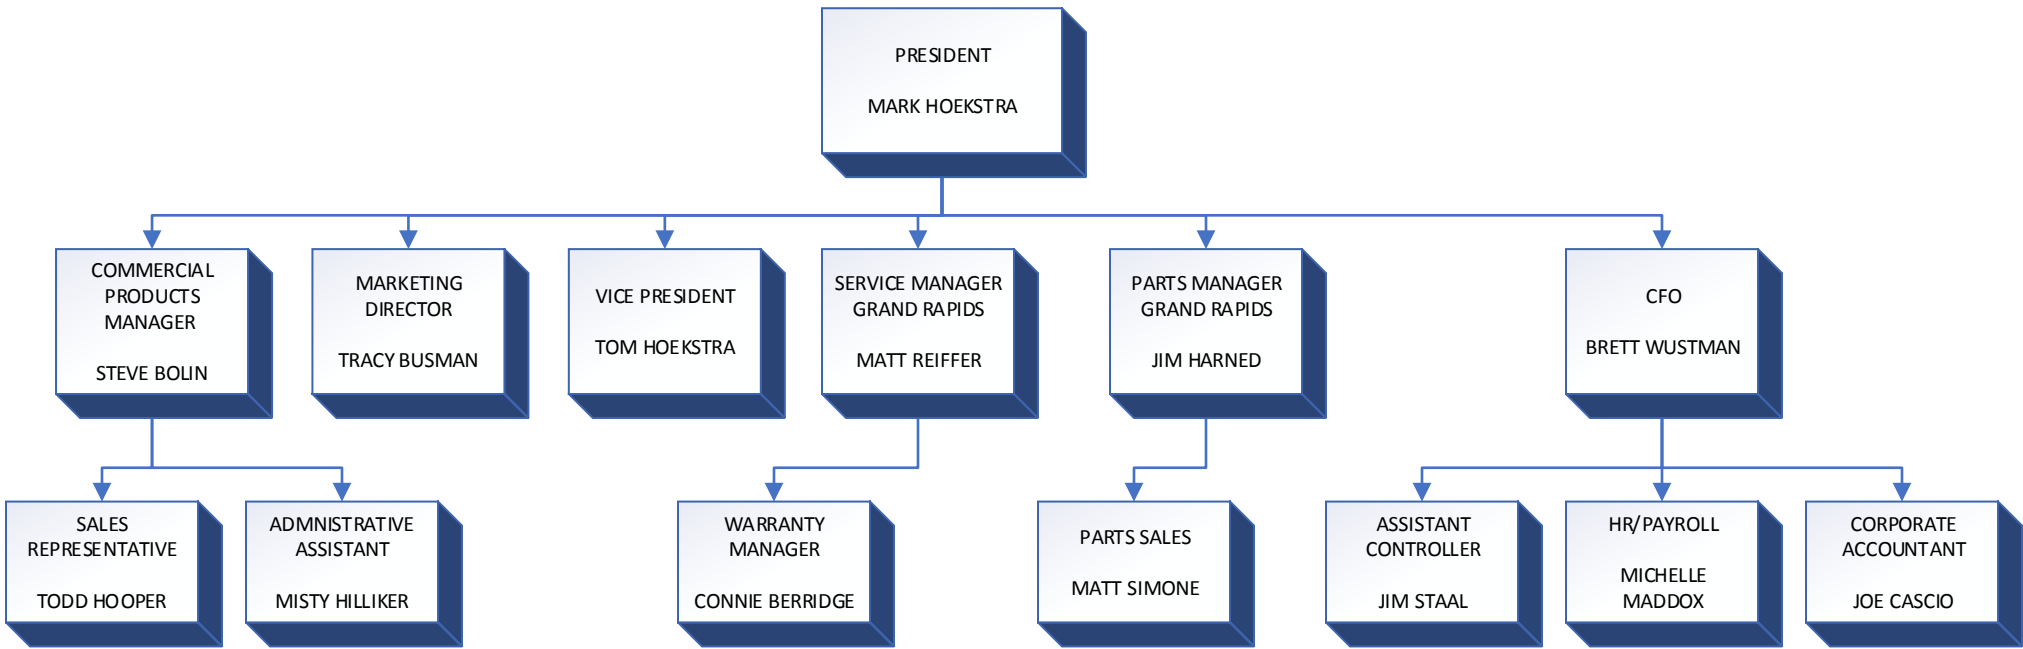 PRESIDENT
MARK HOEKSTRA
COMMERCIAL
PRODUCTS
MANAGER
STEVE BOLIN
MARKETING
DIRECTOR
TRACY BUSMAN
VICE PRESIDENT
TOM HOEKSTRA
SERVICE MANAGER
GRAND RAPIDS
MATT REIFFER
PARTS MANAGER
GRAND RAPIDS
JIM HARNED
CFO
BRETT WUSTMAN
SALES
REPRESENTATIVE
TODD HOOPER
ADMNISTRATIVE
ASSISTANT
MISTY HILLIKER
WARRANTY
MANAGER
CONNIE BERRIDGE
PARTS SALES
MATT SIMONE
ASSISTANT
CONTROLLER
JIM STAAL
HR/PAYROLL
MICHELLE
MADDOX
CORPORATE
ACCOUNTANT
JOE CASCIO